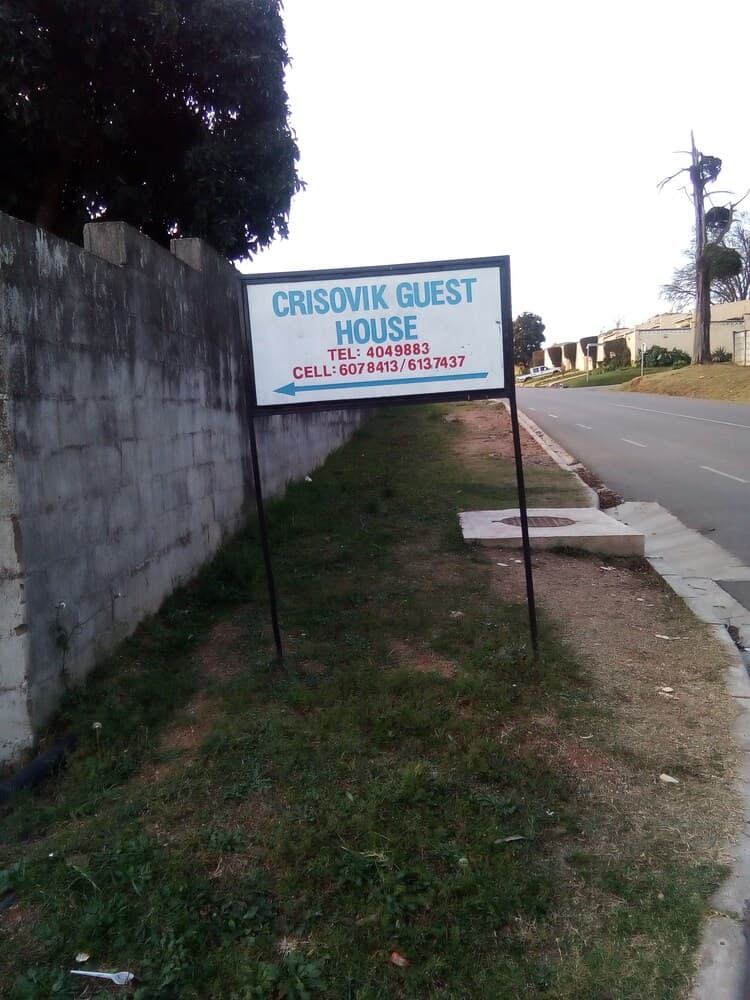 CRISOVIK GUEST
HOUSE
TEL: 4049883
CELL: 6078413/6137437